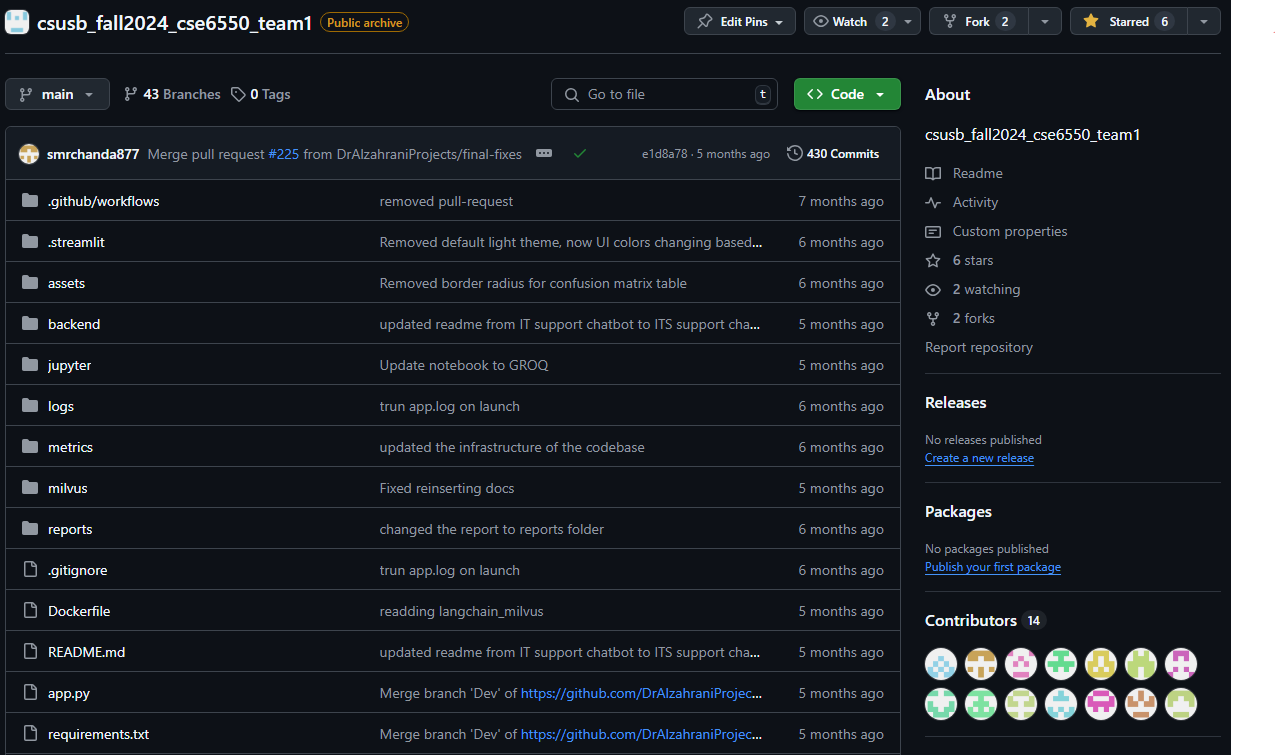 csusb_fall2024_cse6550_team1 Public archive Edit Pins Watch 2 Fork 2 Starred 6
main 43 Branches 0 Tags Go to file t Code
smrchanda877 Merge pull request #225 from DrAlzahraniProjects/final-fixes e1d8a78 · 5 months ago 430 Commits
.github/workflows removed pull-request 7 months ago
.streamlit Removed default light theme, now UI colors changing based... 6 months ago
assets Removed border radius for confusion matrix table 6 months ago
backend updated readme from IT support chatbot to ITS support cha... 5 months ago
jupyter Update notebook to GROQ 5 months ago
logs trun app.log on launch 6 months ago
metrics updated the infrastructure of the codebase 6 months ago
milvus Fixed reinserting docs 5 months ago
reports changed the report to reports folder 6 months ago
.gitignore trun app.log on launch 6 months ago
Dockerfile readding langchain_milvus 5 months ago
README.md updated readme from IT support chatbot to ITS support cha... 5 months ago
app.py Merge branch 'Dev' of https://github.com/DrAlzahraniProjec... 5 months ago
requirements.txt Merge branch 'Dev' of https://github.com/DrAlzahraniProjec... 5 months ago
About
csusb_fall2024_cse6550_team1
Readme
Activity
Custom properties
6 stars
2 watching
2 forks
Report repository
Releases
No releases published
Create a new release
Packages
No packages published
Publish your first package
Contributors 14